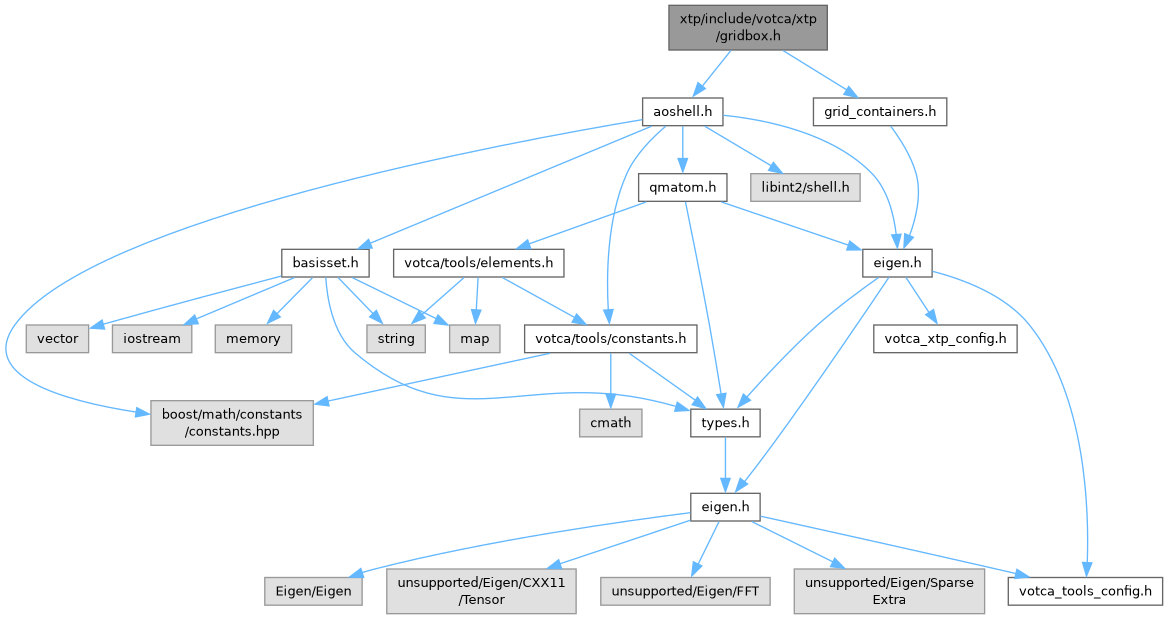 xtp/include/votca/xtp
/gridbox.h
aoshell.h
grid_containers.h
qmatom.h
libint2/shell.h
basisset.h
votca/tools/elements.h
eigen.h
vector
iostream
memory
string
map
votca/tools/constants.h
votca_xtp_config.h
boost/math/constants
/constants.hpp
cmath
types.h
eigen.h
Eigen/Eigen
unsupported/Eigen/CXX11
/Tensor
unsupported/Eigen/FFT
unsupported/Eigen/Sparse
Extra
votca_tools_config.h